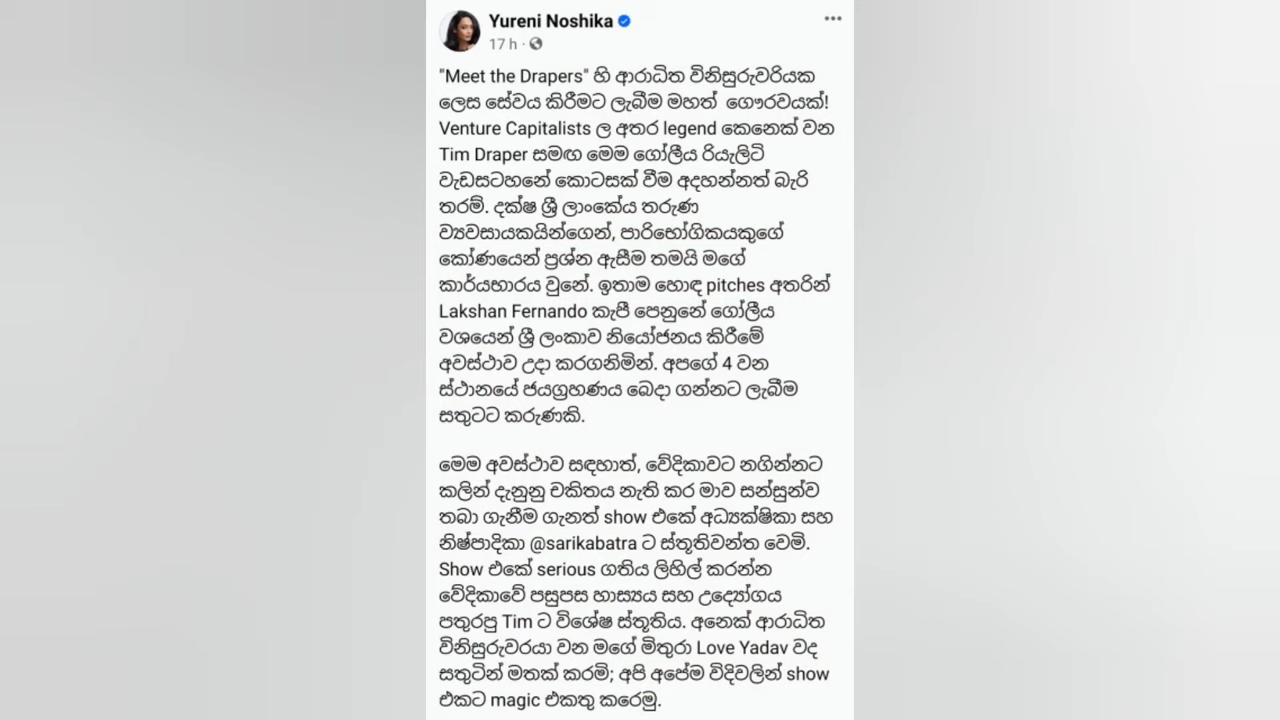 Yureni Noshika
17 h ·
"Meet the Drapers" හි ආරාධිත විනිසුරුවරියක
ලෙස සේවය කිරීමට ලැබීම මහත් ගෞරවයක්!
Venture Capitalists ල අතර legend කෙනෙක් වන
Tim Draper සමඟ මෙම ගෝලීය රියැලිටි
වැඩසටහනේ කොටසක් වීම අදහන්නත් බැරි
තරම්. දක්ෂ ශ්‍රී ලාංකේය තරුණ
ව්‍යවසායකයින්ගෙන්, පාරිභෝගිකයකුගේ
කෝණයෙන් ප්‍රශ්න ඇසීම තමයි මගේ
කාර්යභාරය වුනේ. ඉතාම හොඳ pitches අතරින්
Lakshan Fernando කැපී පෙනුනේ ගෝලීය
වශයෙන් ශ්‍රී ලංකාව නියෝජනය කිරීමේ
අවස්ථාව උදා කරගනිමින්. අපගේ 4 වන
ස්ථානයේ ජයග්‍රහණය බෙදා ගන්නට ලැබීම
සතුටට කරුණකි.
මෙම අවස්ථාව සඳහාත්, වේදිකාවට නගින්නට
කලින් දැනුනු චකිතය නැති කර මාව සන්සුන්ව
තබා ගැනීම ගැනත් show එකේ අධ්‍යක්ෂිකා සහ
නිෂ්පාදිකා @sarikabatra ට ස්තූතිවන්ත වෙමි.
Show එකේ serious ගතිය ලිහිල් කරන්න
වේදිකාවේ පසුපස හාස්‍යය සහ උද්‍යෝගය
පතුරපු Tim ට විශේෂ ස්තූතිය. අනෙක් ආරාධිත
විනිසුරුවරයා වන මගේ මිතුරා Love Yadav වද
සතුටින් මතක් කරමි; අපි අපේම විදිවලින් show
එකට magic එකතු කරෙමු.